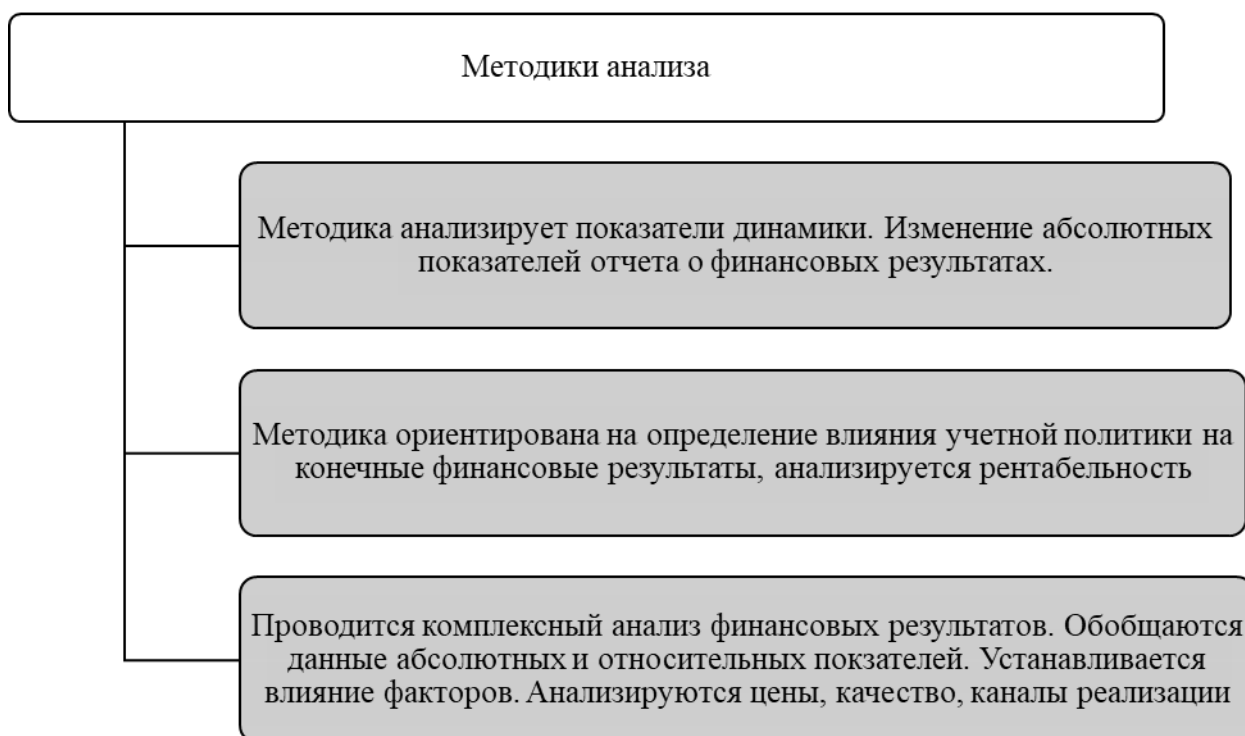 Методики анализа
Методика анализирует показатели динамики. Изменение абсолютных
показателей отчета о финансовых результатах.
Методика ориентирована на определение влияния учетной политики на
конечные финансовые результаты, анализируется рентабельность
Проводится комплексный анализ финансовых результатов. Обобщаются
данные абсолютных и относительных покзателей. Устанавливается
влияние факторов. Анализируются цены, качество, каналы реализации